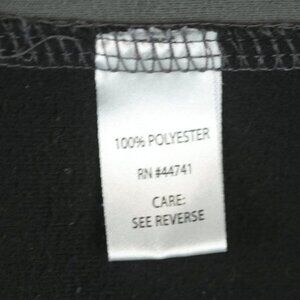 100% POLYESTER
RN #44741
CARE:
SEE REVERSE